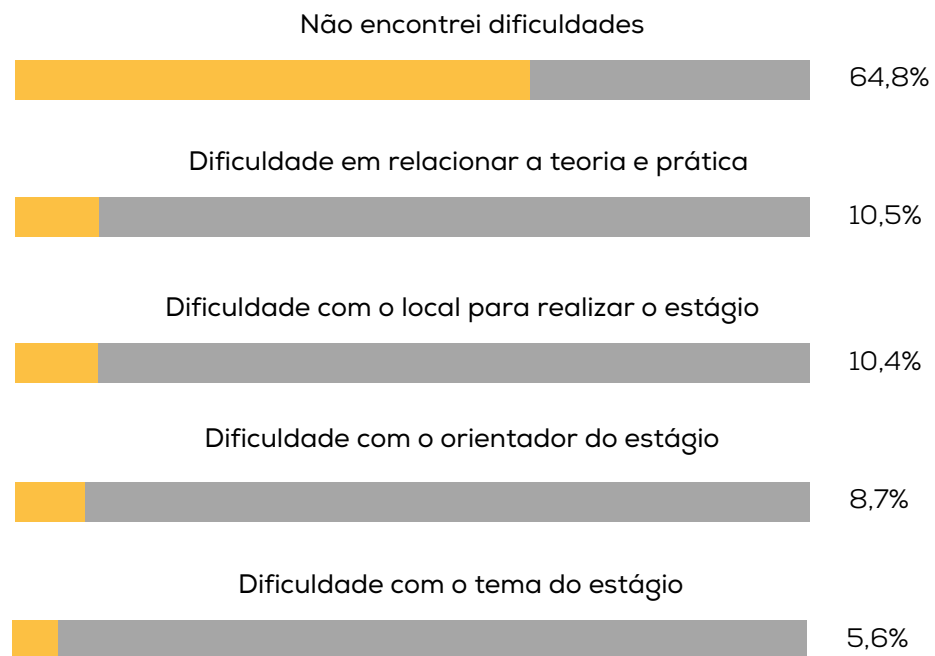 Não encontrei dificuldades
64,8%
Dificuldade em relacionar a teoria e prática
10,5%
Dificuldade com o local para realizar o estágio
10,4%
Dificuldade com o orientador do estágio
8,7%
Dificuldade com o tema do estágio
5,6%